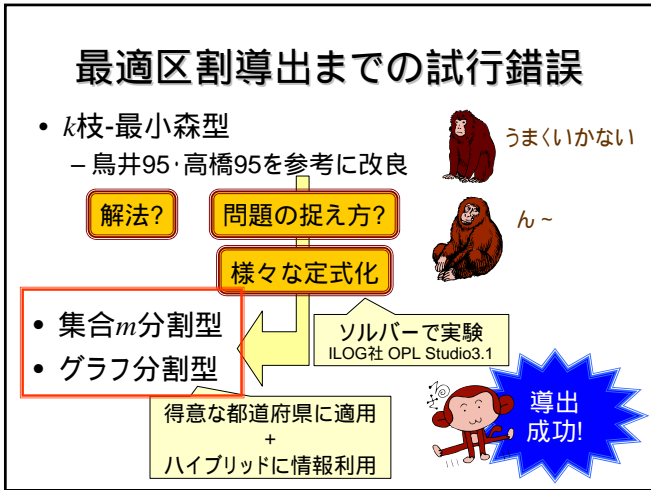 最適区割導出までの試行錯誤
• k枝-最小森型
– 鳥井95・高橋95を参考に改良
うまくいかない
解法?
問題の捉え方?
ん~
様々な定式化
• 集合m分割型
• グラフ分割型
ソルバーで実験
ILOG社 OPL Studio3.1
得意な都道府県に適用
+
ハイブリッドに情報利用
導出
成功!